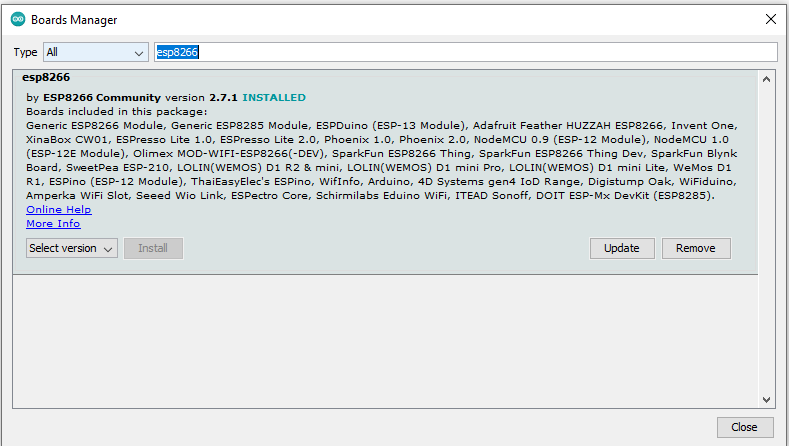 Boards Manager
Type All esp8266
esp8266
by ESP8266 Community version 2.7.1 INSTALLED
Boards included in this package:
Generic ESP8266 Module, Generic ESP8285 Module, ESPDuino (ESP-13 Module), Adafruit Feather HUZZAH ESP8266, Invent One,
XinaBox CW01, ESPresso Lite 1.0, ESPresso Lite 2.0, Phoenix 1.0, Phoenix 2.0, NodeMCU 0.9 (ESP-12 Module), NodeMCU 1.0
(ESP-12E Module), Olimex MOD-WIFI-ESP8266(-DEV), SparkFun ESP8266 Thing, SparkFun ESP8266 Thing Dev, SparkFun Blynk
Board, SweetPea ESP-210, LOLIN(WEMOS) D1 R2 & mini, LOLIN(WEMOS) D1 mini Pro, LOLIN(WEMOS) D1 mini Lite, WeMos D1
R1, ESPino (ESP-12 Module), ThaiEasyElec's ESPino, WifInfo, Arduino, 4D Systems gen4 IoD Range, Digistump Oak, WiFiduino,
Amperka WiFi Slot, Seeed Wio Link, ESPectro Core, Schirmilabs Eduino WiFi, ITEAD Sonoff, DOIT ESP-Mx DevKit (ESP8285).
Online Help
More Info
Select version Install Update Remove
Close